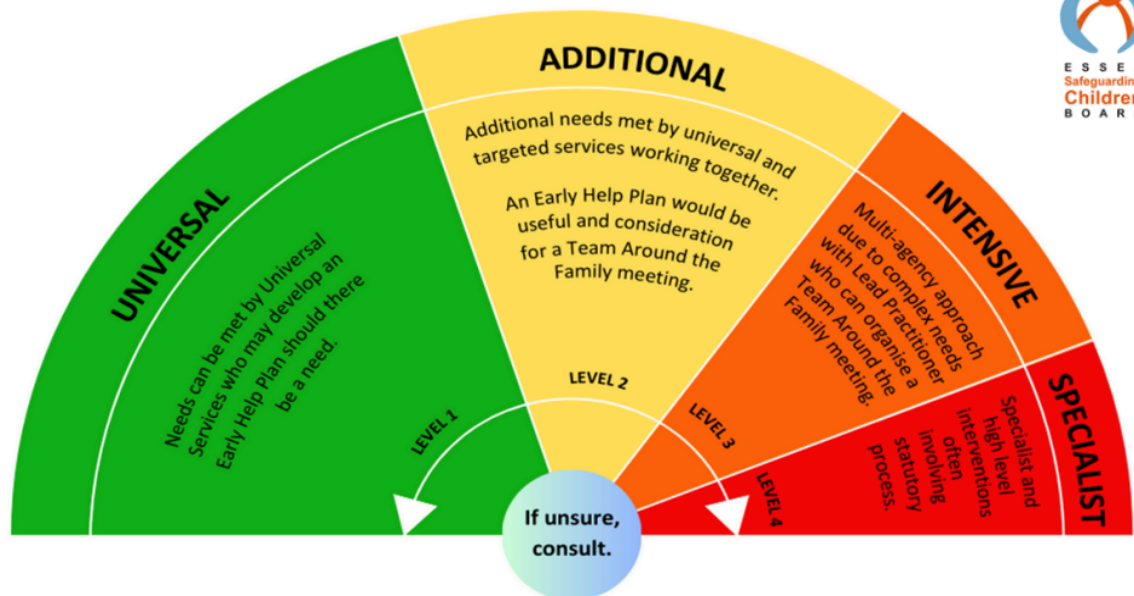 UNIVERSAL
Needs can be met by Universal
Services who may develop an
Early Help Plan should there
be a need.
LEVEL 1
ADDITIONAL
Additional needs met by universal and
targeted services working together.
An Early Help Plan would be
useful and consideration
for a Team Around the
Family meeting.
LEVEL 2
INTENSIVE
Multi-agency approach
due to complex needs
with Lead Practitioner
who can organise a
Team Around the
Family meeting.
LEVEL 3
SPECIALIST
Specialist and
high level
interventions
often
involving
statutory
process.
LEVEL 4
If unsure,
consult.